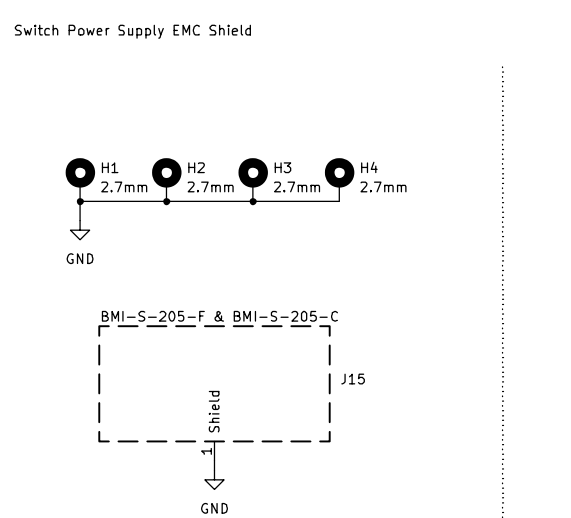 Switch Power Supply EMC Shield
H1 H2 H3 H4
2.7mm 2.7mm 2.7mm 2.7mm
GND
BMI-S-205-F & BMI-S-205-C
J15
Shield
1
GND